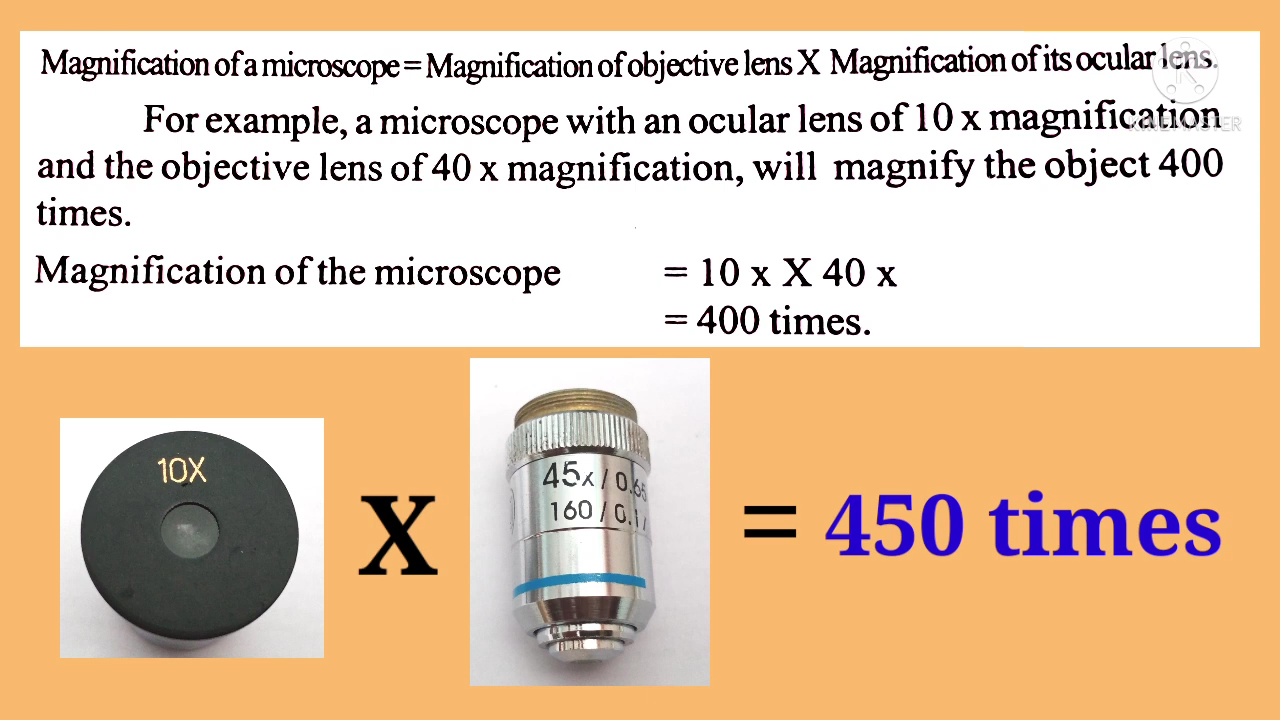 Magnification of a microscope = Magnification of objective lens X Magnification of its ocular lens.
For example, a microscope with an ocular lens of 10 x magnification
and the objective lens of 40 x magnification, will magnify the object 400
times.
Magnification of the microscope = 10 x X 40 x
= 400 times.
KINEMASTER
10X
X
45x / 0.65
160 / 0.1
= 450 times